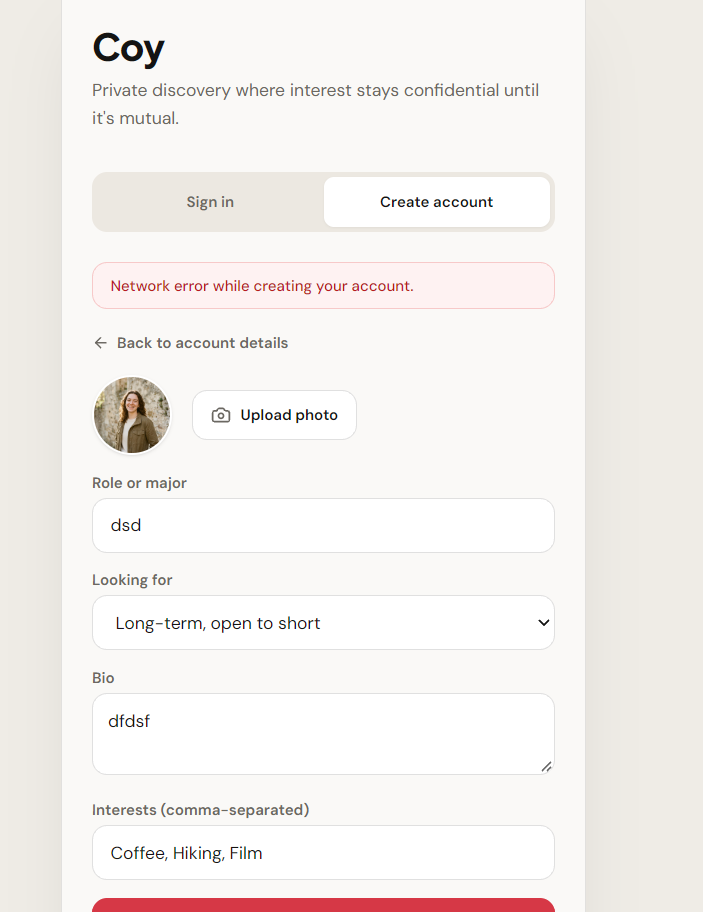 Coy
Private discovery where interest stays confidential until
it's mutual.
Sign in
Create account
Network error while creating your account.
← Back to account details
Upload photo
Role or major
dsd
Looking for
Long-term, open to short
Bio
dfdsf
Interests (comma-separated)
Coffee, Hiking, Film